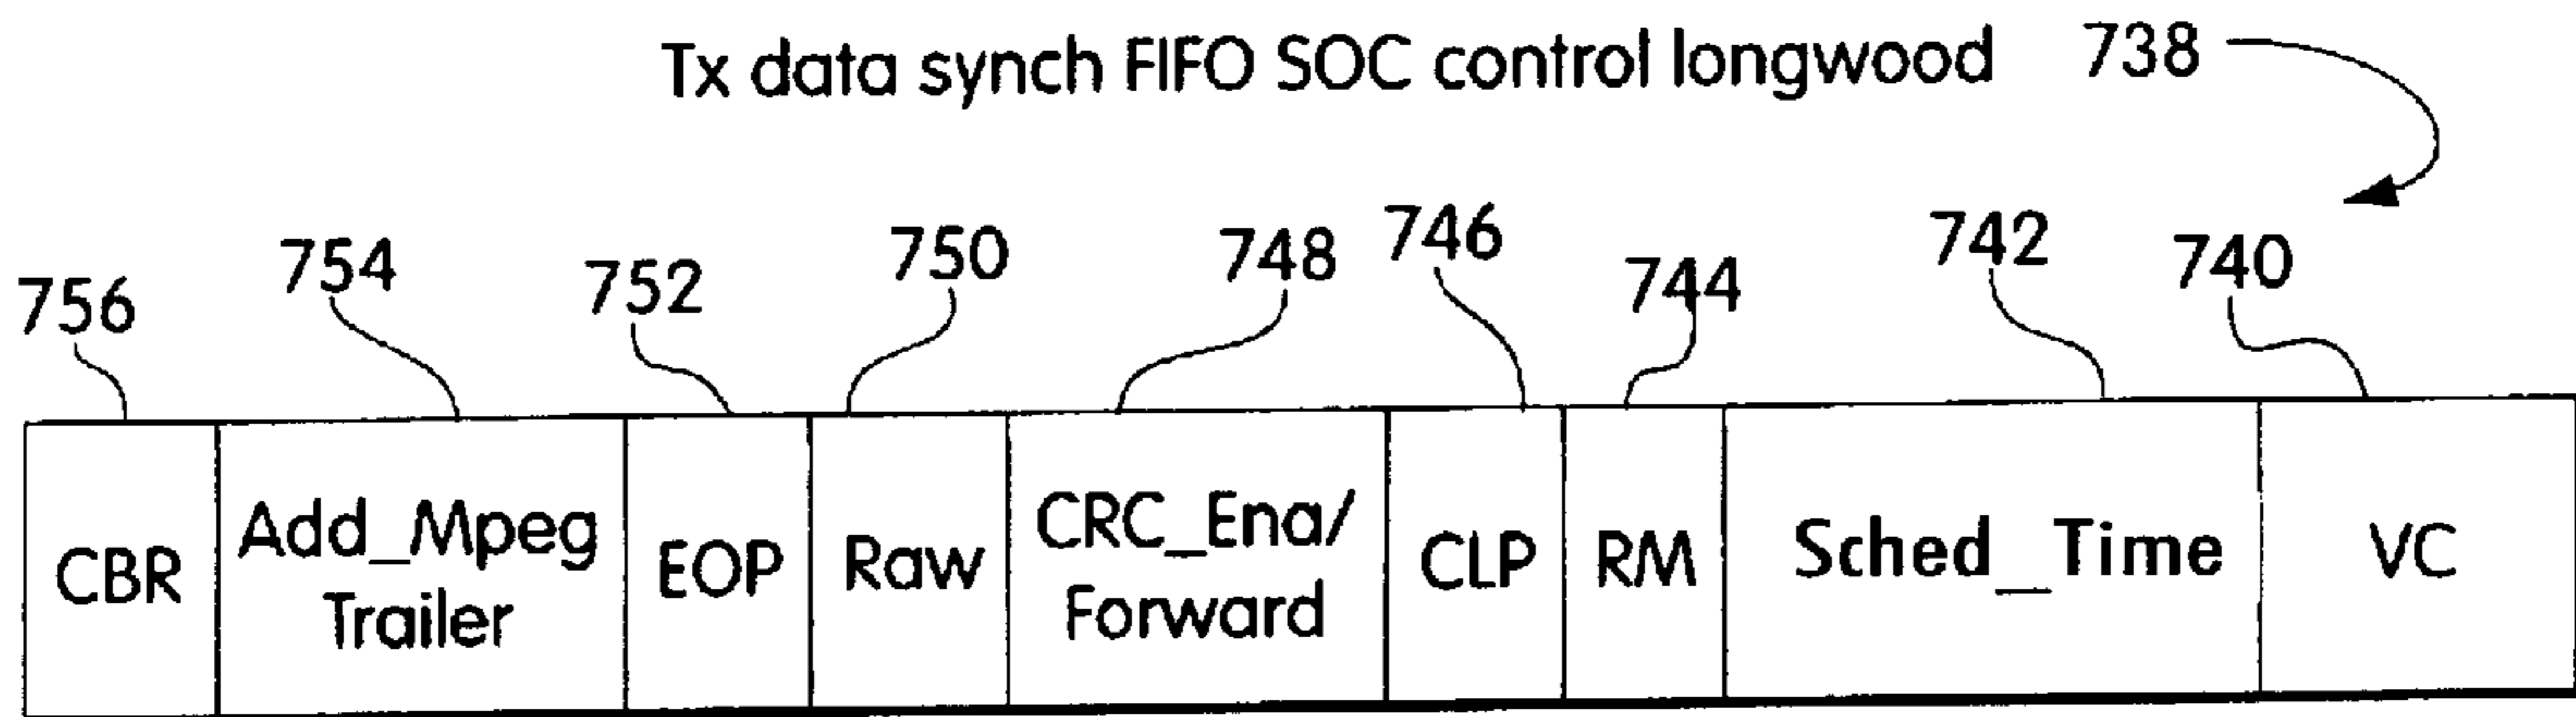 Tx data synch FIFO SOC control longwood 738
756 754 752 750 748 746 744 742 740
CBR Add_Mpeg Trailer EOP Raw CRC_Ena/ Forward CLP RM Sched_Time VC